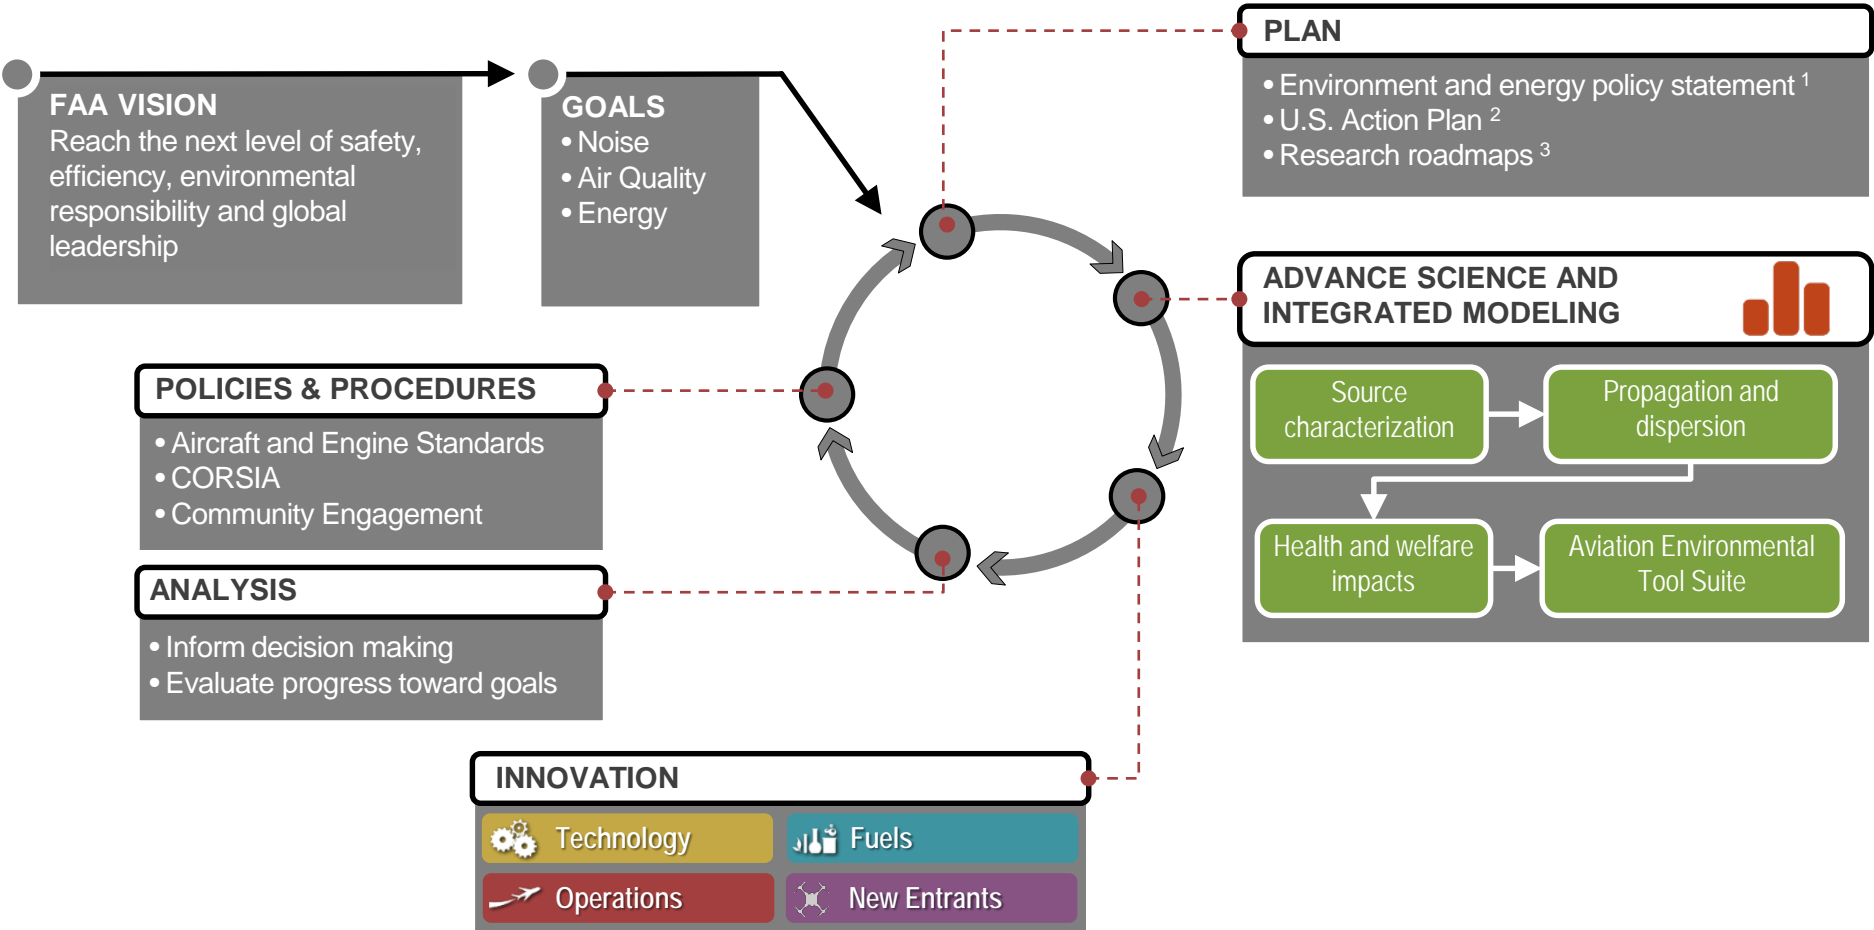 FAA VISION
Reach the next level of safety,
efficiency, environmental
responsibility and global
leadership
GOALS
• Noise
• Air Quality
• Energy
PLAN
• Environment and energy policy statement 1
• U.S. Action Plan 2
• Research roadmaps 3
ADVANCE SCIENCE AND
INTEGRATED MODELING
Source
characterization
Propagation and
dispersion
Health and welfare
impacts
Aviation Environmental
Tool Suite
POLICIES & PROCEDURES
• Aircraft and Engine Standards
• CORSIA
• Community Engagement
ANALYSIS
• Inform decision making
• Evaluate progress toward goals
INNOVATION
Technology
Fuels
Operations
New Entrants